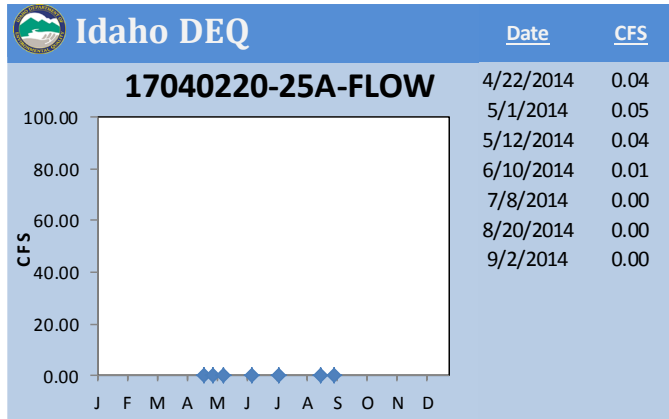 Idaho DEQ
Date CFS
17040220-25A-FLOW
4/22/2014 0.04
5/1/2014 0.05
5/12/2014 0.04
6/10/2014 0.01
7/8/2014 0.00
8/20/2014 0.00
9/2/2014 0.00
CFS
100.00
80.00
60.00
40.00
20.00
0.00
J F M A M J J A S O N D